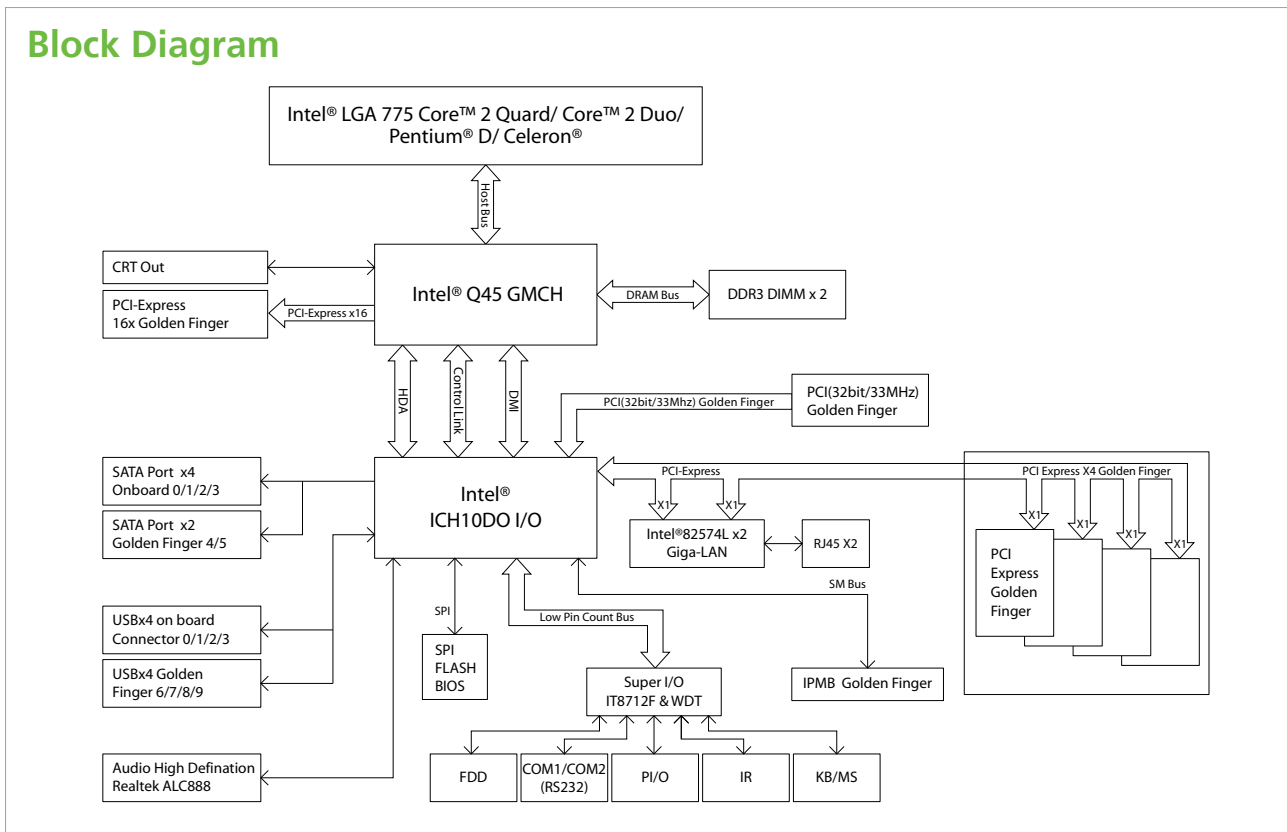 Block Diagram
Intel® LGA 775 Core™ 2 Quard/ Core™ 2 Duo/
Pentium® D/ Celeron®
Host Bus
CRT Out
Intel® Q45 GMCH
PCI-Express
16x Golden Finger
PCI-Express x16
DRAM Bus
DDR3 DIMM x 2
HDA
Control Link
DMI
PCI(32bit/33Mhz) Golden Finger
PCI(32bit/33MHz)
Golden Finger
SATA Port x4
Onboard 0/1/2/3
SATA Port x2
Golden Finger 4/5
Intel®
ICH10DO I/O
PCI-Express
PCI Express X4 Golden Finger
X1
X1
X1
X1
X1
X1
Intel®82574L x2
Giga-LAN
RJ45 X2
PCI
Express
Golden
Finger
SM Bus
USBx4 on board
Connector 0/1/2/3
USBx4 Golden
Finger 6/7/8/9
SPI
Low Pin Count Bus
SPI
FLASH
BIOS
Super I/O
IT8712F & WDT
IPMB Golden Finger
Audio High Defination
Realtek ALC888
FDD
COM1/COM2
(RS232)
PI/O
IR
KB/MS